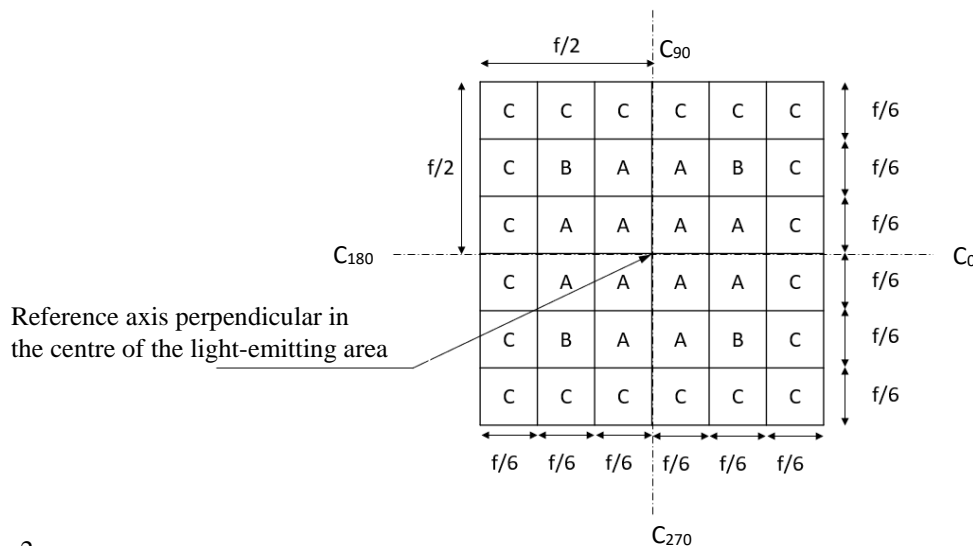 f/2
C90
C C C C C C f/6
f/2
C B A A B C f/6
C A A A A C f/6
C180
C0
C A A A A C f/6
Reference axis perpendicular in
the centre of the light-emitting area
C B A A B C f/6
C C C C C C f/6
f/6 f/6 f/6 f/6 f/6 f/6
C270